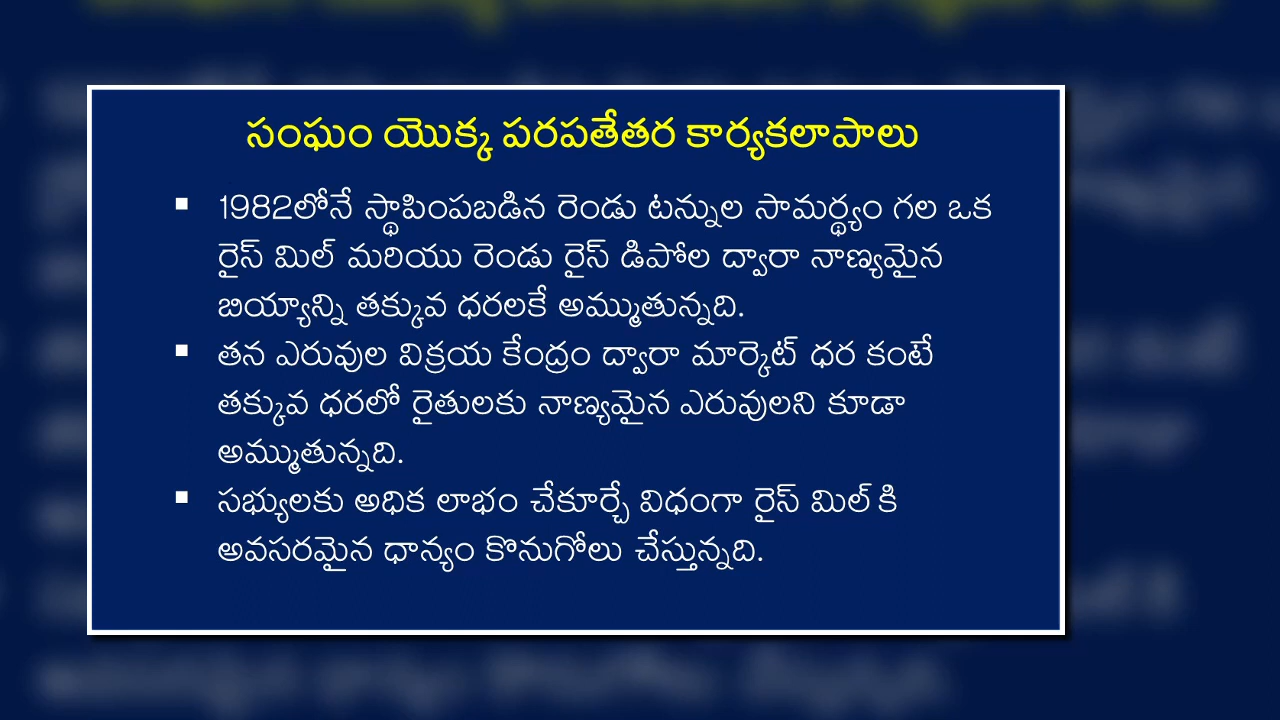 సంఘం యొక్క పరపతేతర కార్యకలాపాలు
▪ 1982లోనే స్థాపింపబడిన రెండు టన్నుల సామర్థ్యం గల ఒక
రైస్ మిల్ మరియు రెండు రైస్ డిపోల ద్వారా నాణ్యమైన
బియ్యాన్ని తక్కువ ధరలకే అమ్ముతున్నది.
▪ తన ఎరువుల విక్రయ కేంద్రం ద్వారా మార్కెట్ ధర కంటే
తక్కువ ధరలో రైతులకు నాణ్యమైన ఎరువులని కూడా
అమ్ముతున్నది.
▪ సభ్యులకు అధిక లాభం చేకూర్చే విధంగా రైస్ మిల్ కి
అవసరమైన ధాన్యం కొనుగోలు చేస్తున్నది.